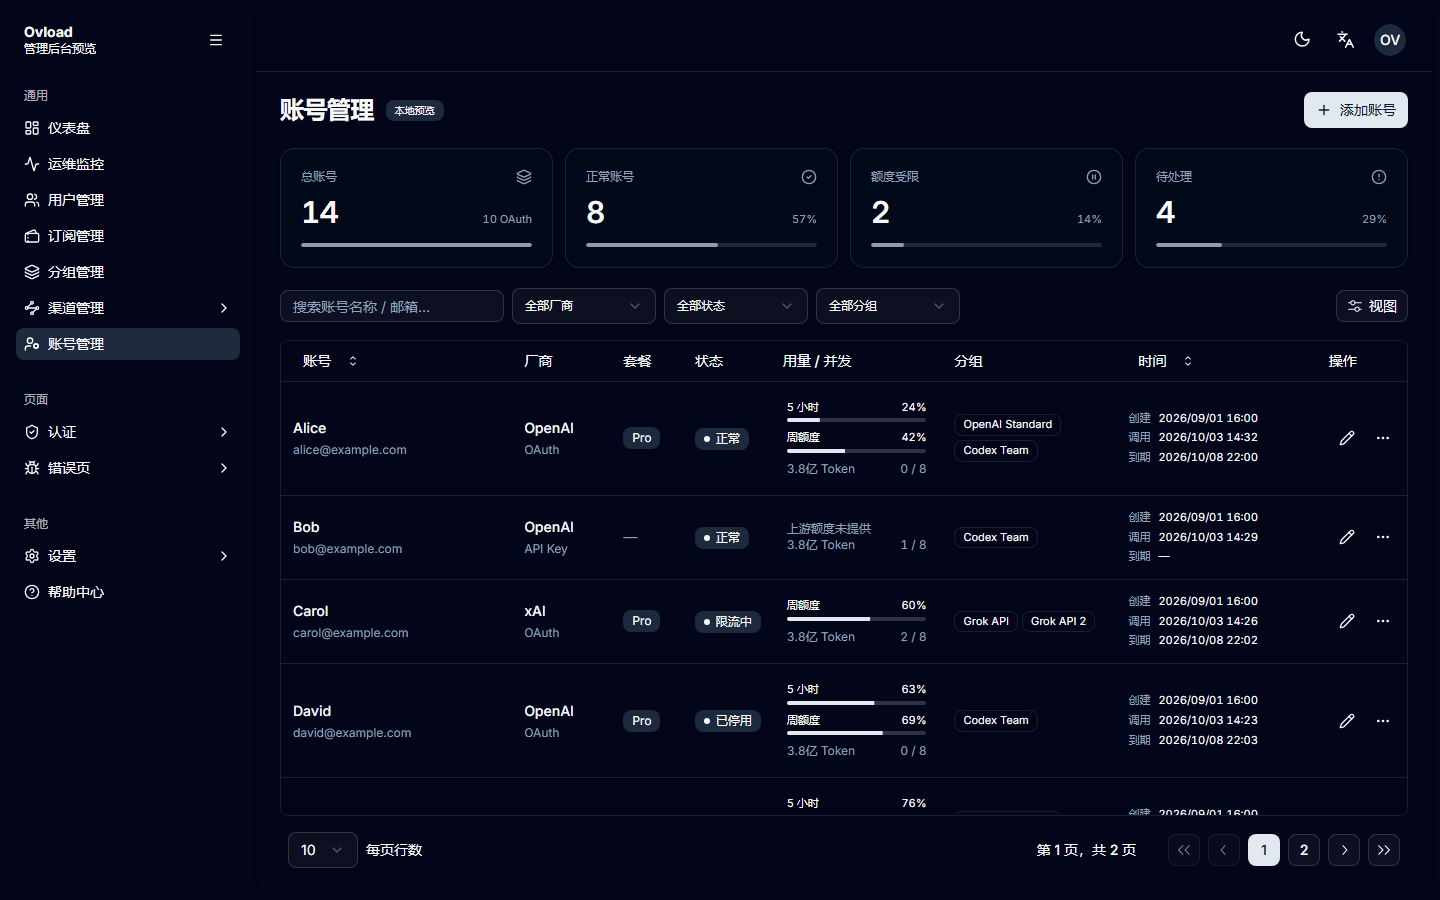 Ovload
管理后台预览
OV
通用
仪表盘
运维监控
用户管理
订阅管理
分组管理
渠道管理
账号管理
页面
认证
错误页
其他
设置
帮助中心
账号管理 本地预览
添加账号
总账号
14
10 OAuth
正常账号
8
57%
额度受限
2
14%
待处理
4
29%
搜索账号名称 / 邮箱...
全部厂商
全部状态
全部分组
视图
账号 厂商 套餐 状态 用量 / 并发 分组 时间 操作
Alice
alice@example.com
OpenAI
OAuth
Pro
正常
5 小时 24%
周额度 42%
3.8亿 Token 0 / 8
OpenAI Standard
Codex Team
创建 2026/09/01 16:00
调用 2026/10/03 14:32
到期 2026/10/08 22:00
Bob
bob@example.com
OpenAI
API Key
—
正常
上游额度未提供
3.8亿 Token 1 / 8
Codex Team
创建 2026/09/01 16:00
调用 2026/10/03 14:29
到期 —
Carol
carol@example.com
xAI
OAuth
Pro
限流中
周额度 60%
3.8亿 Token 2 / 8
Grok API Grok API 2
创建 2026/09/01 16:00
调用 2026/10/03 14:26
到期 2026/10/08 22:02
David
david@example.com
OpenAI
OAuth
Pro
已停用
5 小时 63%
周额度 69%
3.8亿 Token 0 / 8
Codex Team
创建 2026/09/01 16:00
调用 2026/10/03 14:23
到期 2026/10/08 22:03
5 小时 76%
创建 2026/09/01 16:00
10 每页行数
第 1 页，共 2 页
1 2